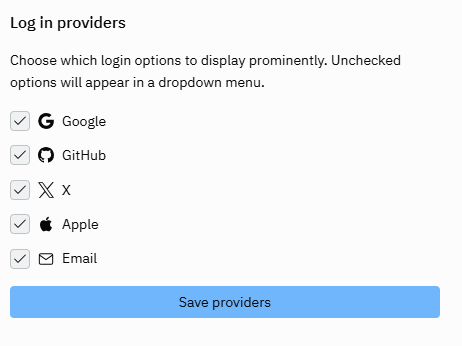 Log in providers
Choose which login options to display prominently. Unchecked
options will appear in a dropdown menu.
Google
GitHub
X
Apple
Email
Save providers